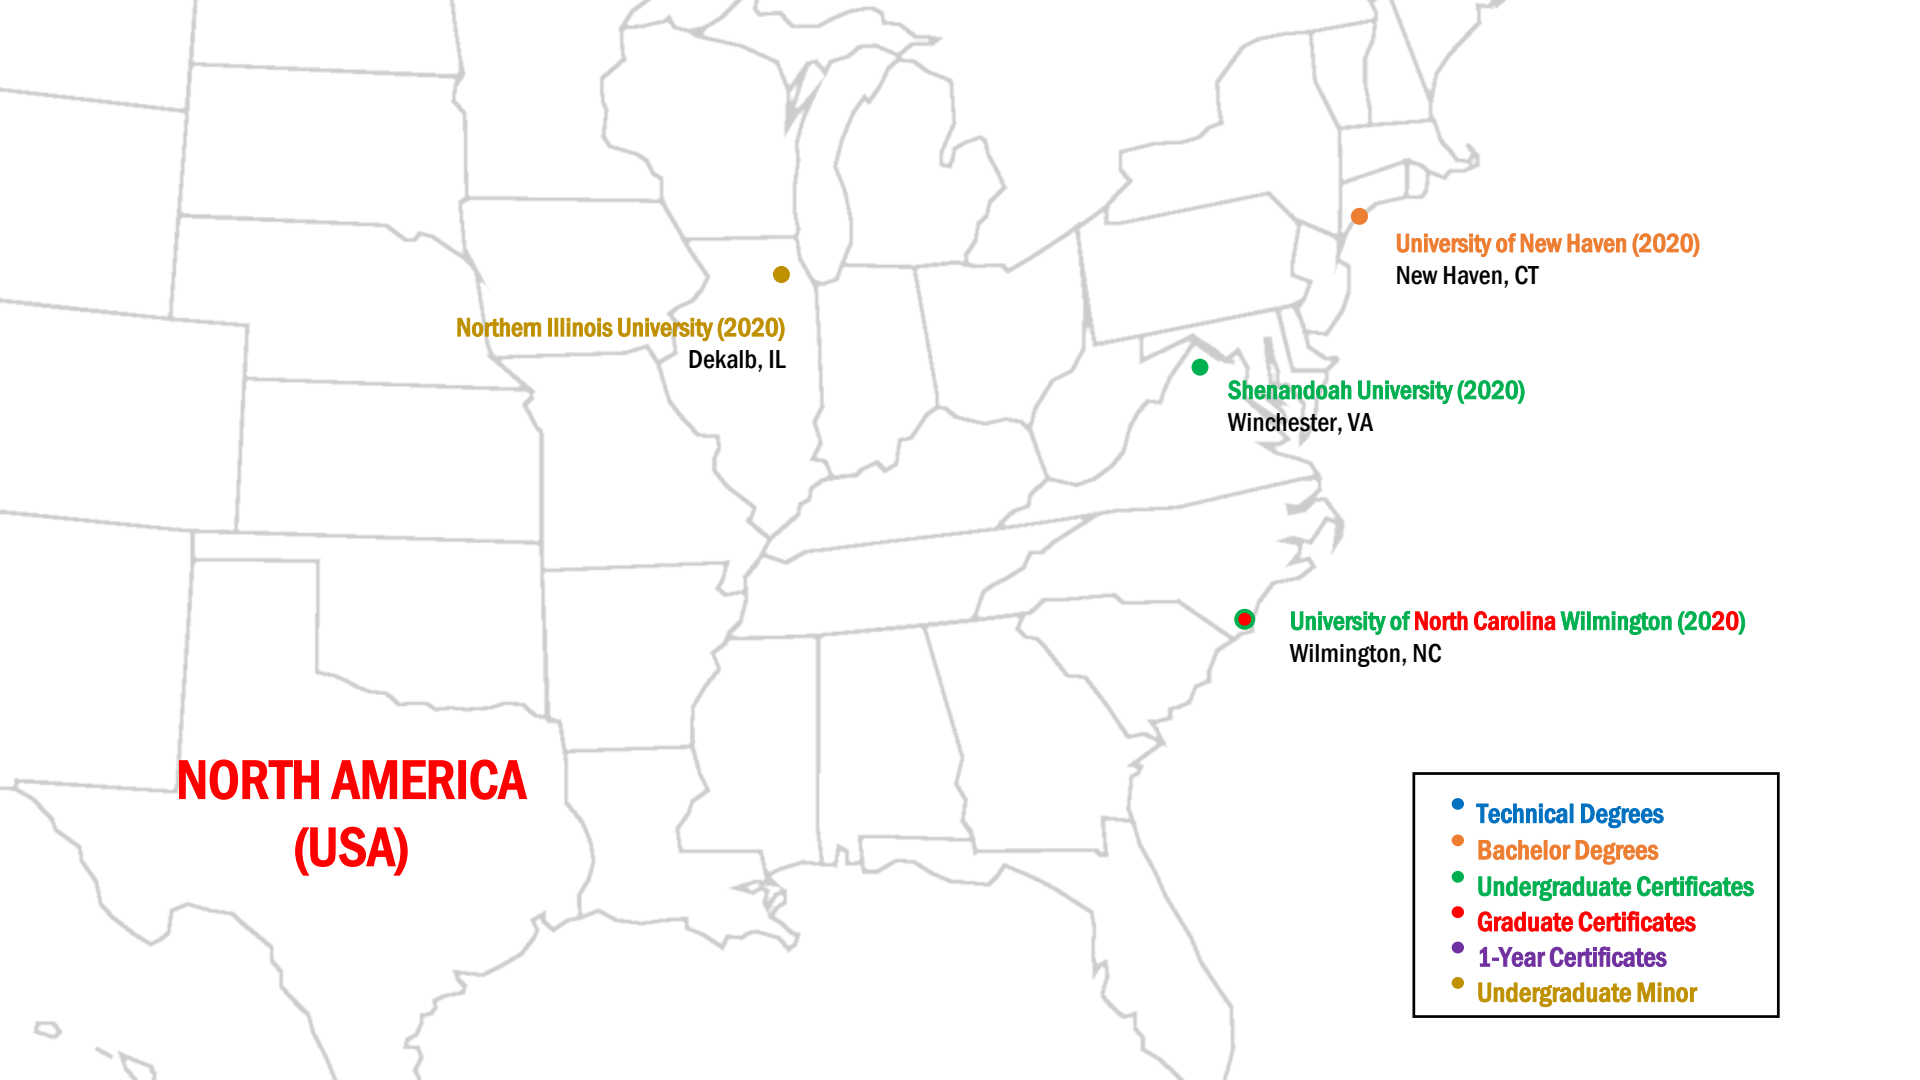 University of New Haven (2020)
New Haven, CT
Northern Illinois University (2020)
Dekalb, IL
Shenandoah University (2020)
Winchester, VA
University of North Carolina Wilmington (2020)
Wilmington, NC
NORTH AMERICA
(USA)
Technical Degrees
Bachelor Degrees
Undergraduate Certificates
Graduate Certificates
1-Year Certificates
Undergraduate Minor